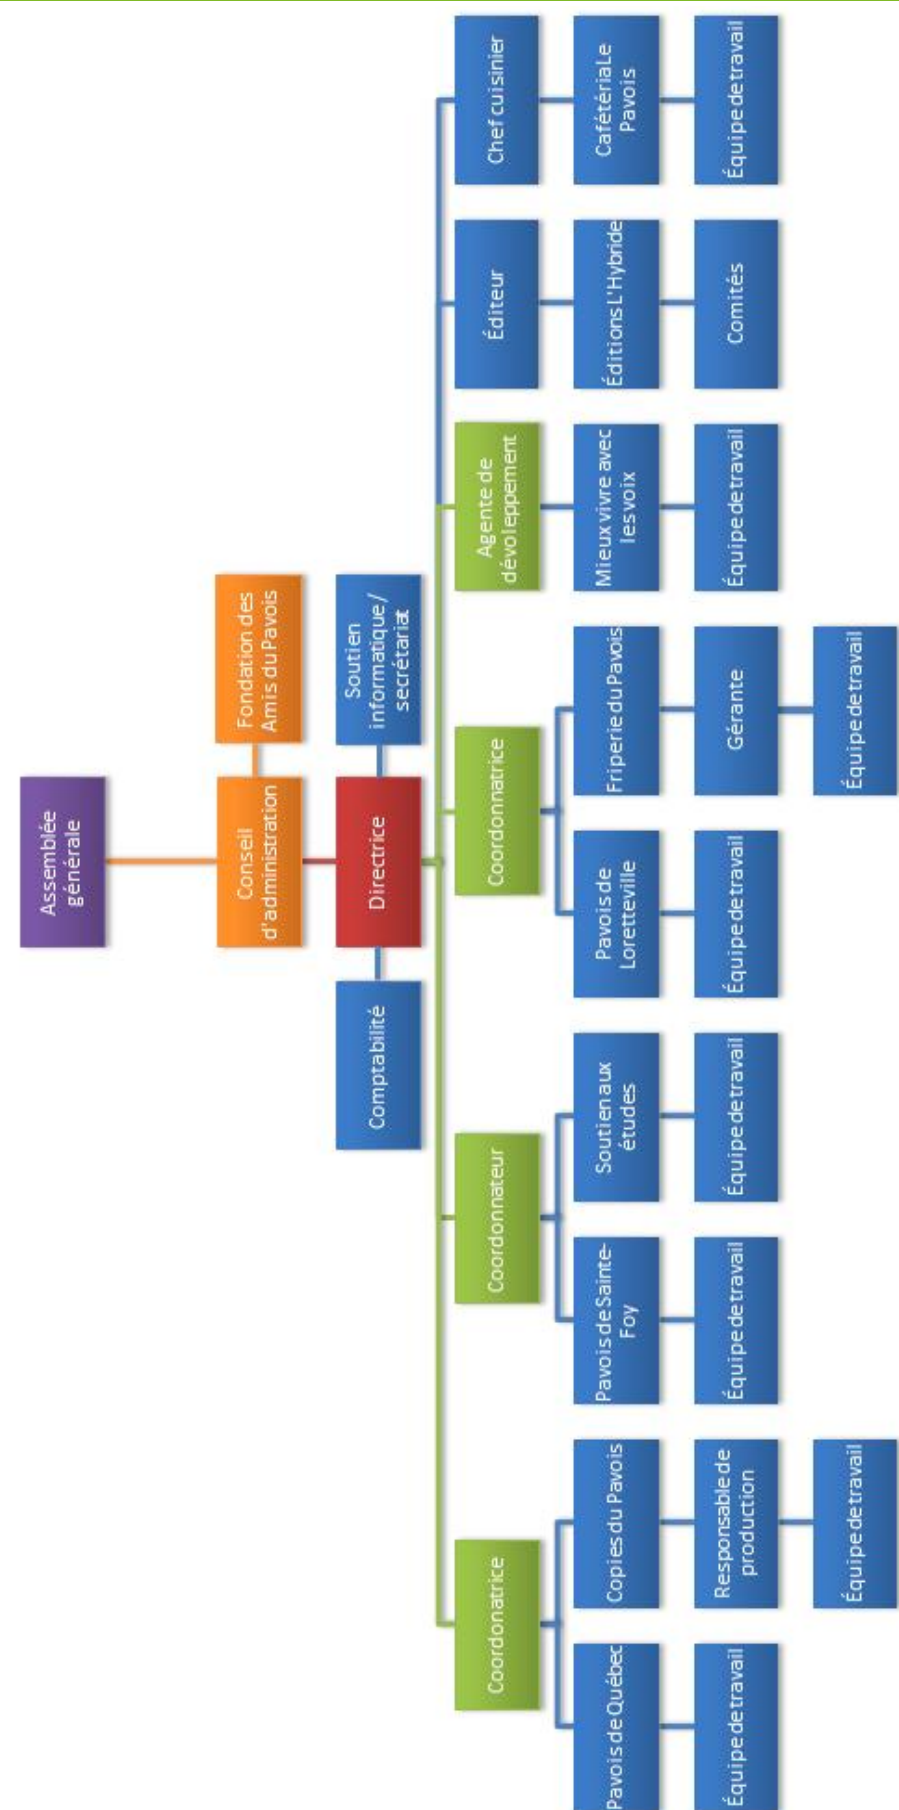 Assemblée
générale
Conseil
d'administration
Fondation des
Amis du Pavois
Comptabilité
Directrice
Soutien
informatique/
secrétariat
Coordonatrice
Coordonnateur
Coordonnatrice
Agente de
dévoleppement
Éditeur
Chef cuisinier
Pavois de Québec
Copies du Pavois
Pavois de Sainte-
Foy
Soutien aux
études
Pavois de
Loretteville
Friperie du Pavois
Mieux vivre avec
les voix
Éditions L'Hybride
Cafétéria Le
Pavois
Équipe de travail
Responsable de
production
Équipe de travail
Équipe de travail
Équipe de travail
Gérante
Équipe de travail
Comités
Équipe de travail
Équipe de travail
Équipe de travail